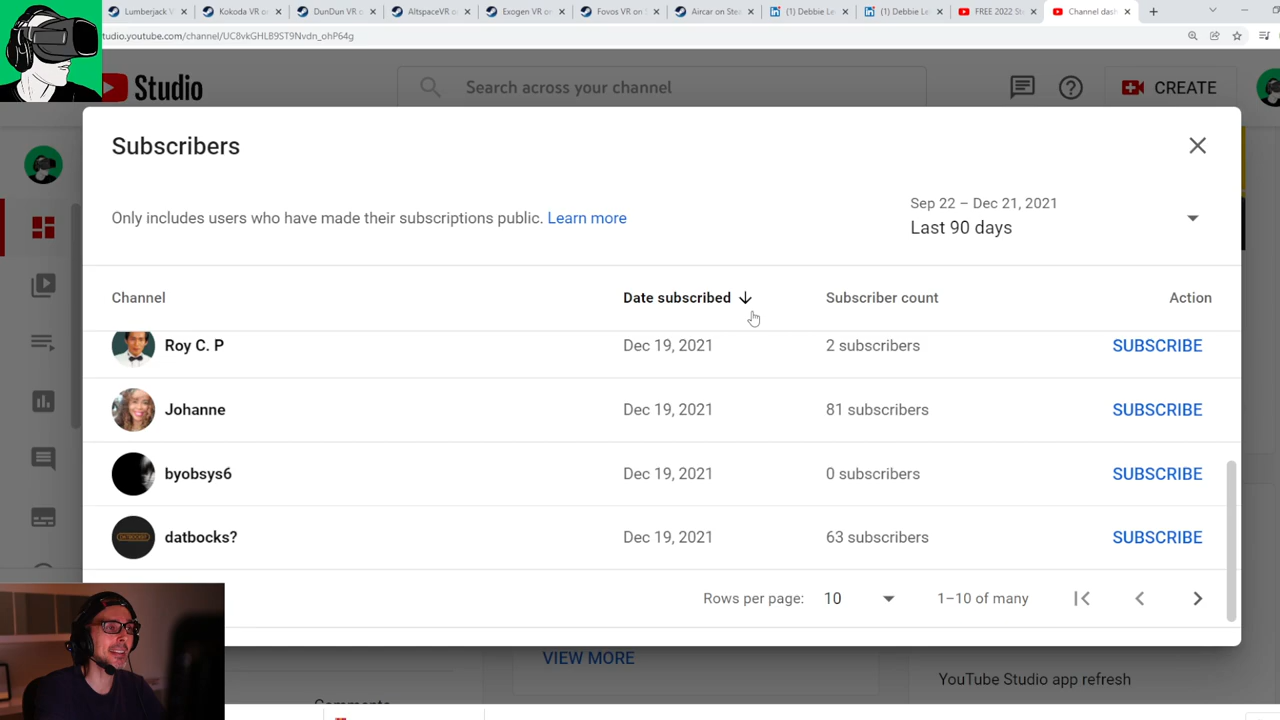 Lumberjack V
Kokoda VR o
DunDun VR o
AltspaceVR o
Exogen VR o
Fovos VR on
Aircar on Ste
(1) Debbie Le
(1) Debbie Le
FREE 2022 S
Channel das
tudio.youtube.com/channel/UC8vkGHLB9ST9Nvdn_ohP64g
Studio
Search across your channel
CREATE
Subscribers
Only includes users who have made their subscriptions public. Learn more
Sep 22 – Dec 21, 2021
Last 90 days
Channel
Date subscribed
Subscriber count
Action
Roy C. P
Dec 19, 2021
2 subscribers
SUBSCRIBE
Johanne
Dec 19, 2021
81 subscribers
SUBSCRIBE
byobsys6
Dec 19, 2021
0 subscribers
SUBSCRIBE
datbocks?
Dec 19, 2021
63 subscribers
SUBSCRIBE
Rows per page: 10
1–10 of many
VIEW MORE
YouTube Studio app refresh
Comments